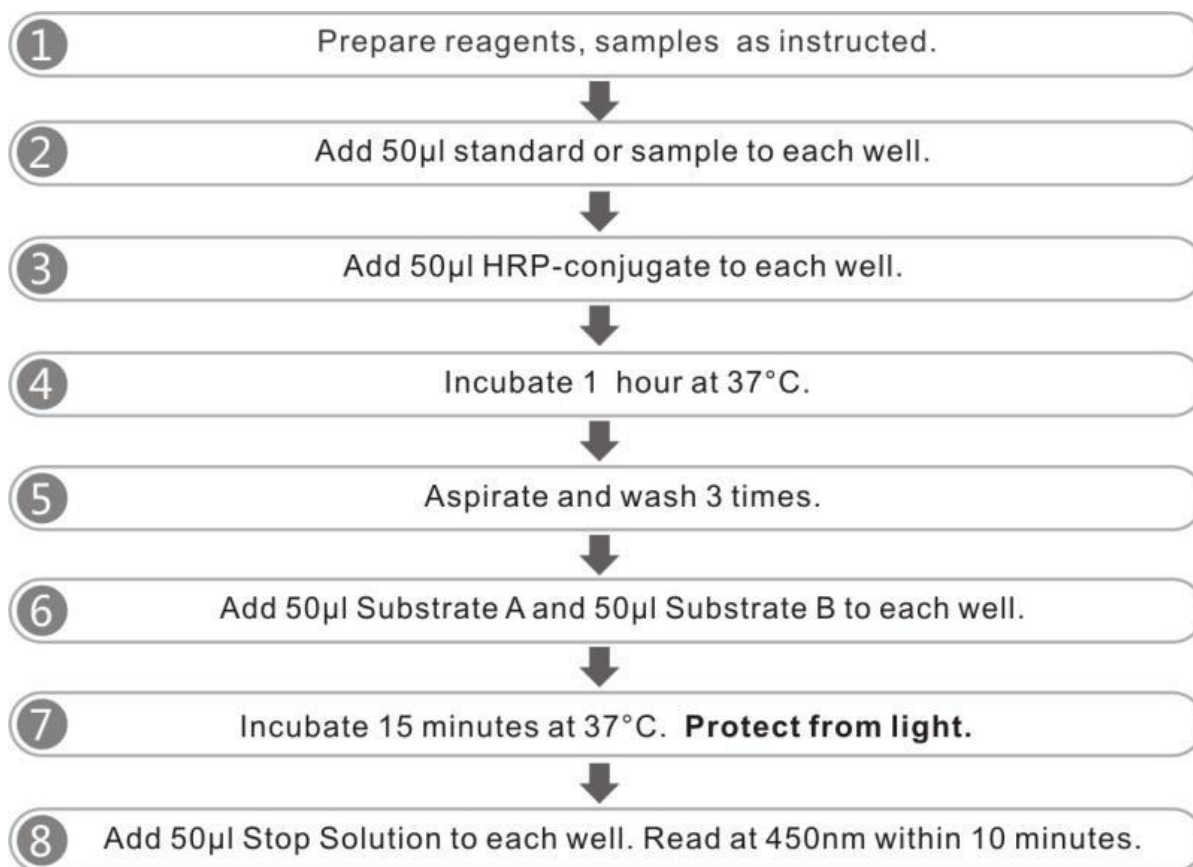 1 Prepare reagents, samples as instructed.
2 Add 50μl standard or sample to each well.
3 Add 50μl HRP-conjugate to each well.
4 Incubate 1 hour at 37°C.
5 Aspirate and wash 3 times.
6 Add 50μl Substrate A and 50μl Substrate B to each well.
7 Incubate 15 minutes at 37°C. Protect from light.
8 Add 50μl Stop Solution to each well. Read at 450nm within 10 minutes.